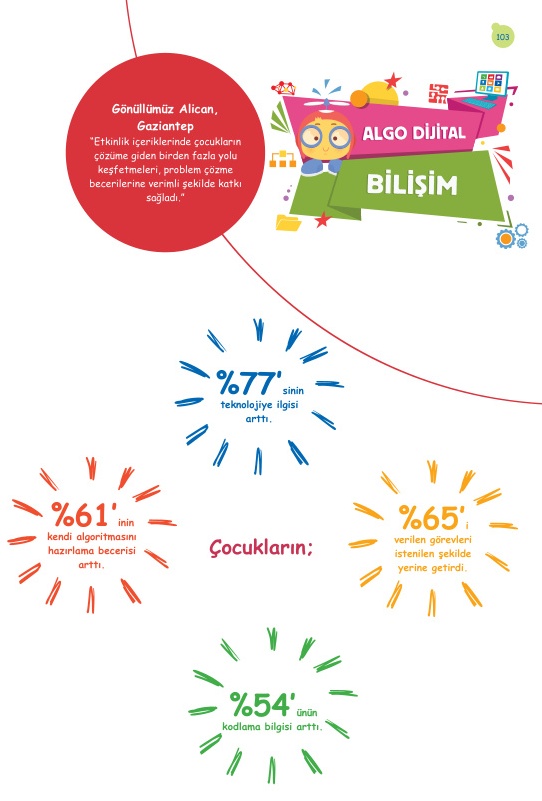 103
Gönüllümüz Alican,
Gaziantep
"Etkinlik içeriklerinde çocukların
çözüme giden birden fazla yolu
keşfetmeleri, problem çözme
becerilerine verimli şekilde katkı
sağladı."
ALGO DİJİTAL
BİLİŞİM
%77' sinin
teknolojiye ilgisi
arttı.
%61' inin
kendi algoritmasını
hazırlama becerisi
arttı.
Çocukların;
%65' i
verilen görevleri
istenilen şekilde
yerine getirdi.
%54' ünün
kodlama bilgisi arttı.